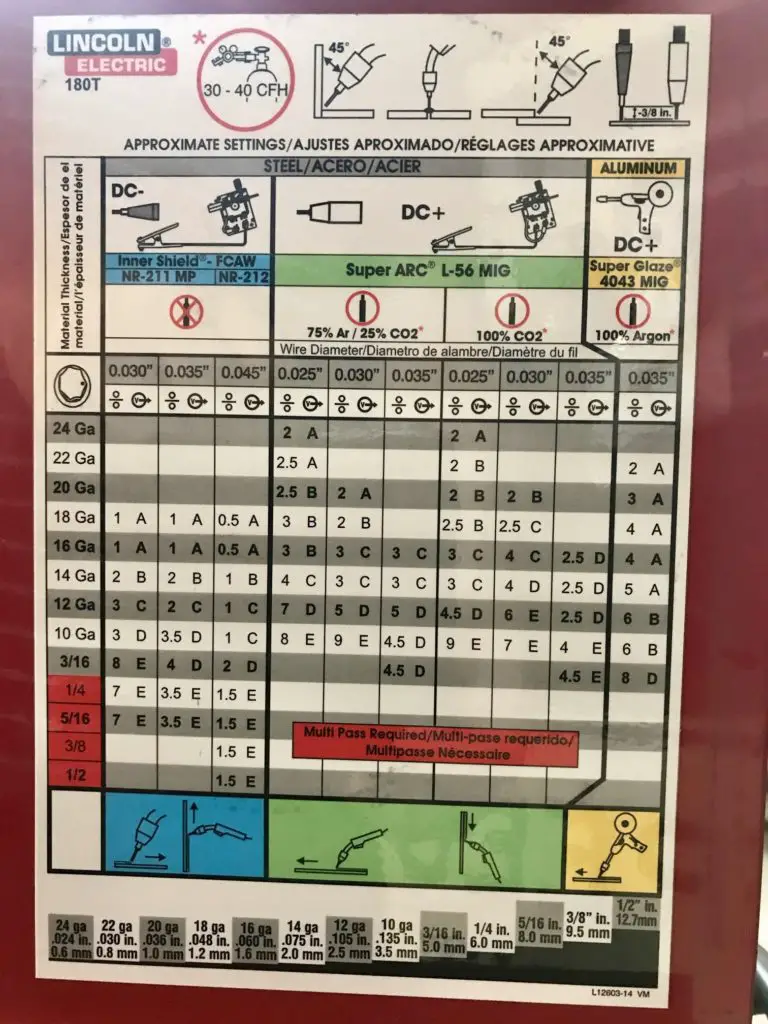 LINCOLN®
ELECTRIC
180T
*
30 - 40 CFH
45°
45°
-3/8 in.
APPROXIMATE SETTINGS/AJUSTES APROXIMADO/RÉGLAGES APPROXIMATIVE
Material Thickness/Espesor de el material/l'épaisseur de matériel
STEEL/ACERO/ACIER
ALUMINUM
DC-
DC+
DC+
Inner Shield® - FCAW
NR-211 MP NR-212
Super ARC® L-56 MIG
Super Glaze®
4043 MIG
75% Ar / 25% CO2*
100% CO2*
100% Argon*
Wire Diameter/Diametro de alambre/Diamètre du fil
0.030" 0.035" 0.045" 0.025" 0.030" 0.035" 0.025" 0.030" 0.035" 0.035"
V V V V V V V V V V
24 Ga 2 A 2 A
22 Ga 2.5 A 2 B 2 A
20 Ga 2.5 B 2 A 2 B 2 B 3 A
18 Ga 1 A 1 A 0.5 A 3 B 2 B 2.5 B 2.5 C 4 A
16 Ga 1 A 1 A 0.5 A 3 B 3 C 3 C 3 C 4 C 2.5 D 4 A
14 Ga 2 B 2 B 1 B 4 C 3 C 3 C 3 C 4 D 2.5 D 5 A
12 Ga 3 C 2 C 1 C 7 D 5 D 5 D 4.5 D 6 E 2.5 D 6 B
10 Ga 3 D 3.5 D 1 C 8 E 9 E 4.5 D 9 E 7 E 4 E 6 B
3/16 8 E 4 D 2 D 4.5 D 4.5 E 8 D
1/4 7 E 3.5 E 1.5 E
5/16 7 E 3.5 E 1.5 E
3/8 1.5 E
1/2 1.5 E
Multi Pass Required/Multi-pase requerido/
Multipasse Nécessaire
24 ga 22 ga 20 ga 18 ga 16 ga 14 ga 12 ga 10 ga 3/16 in. 1/4 in. 5/16 in. 3/8" in. 1/2" in.
.024 in. .030 in. .036 in. .048 in. .060 in. .075 in. .105 in. .135 in. 5.0 mm 6.0 mm 8.0 mm 9.5 mm 12.7mm
0.6 mm 0.8 mm 1.0 mm 1.2 mm 1.6 mm 2.0 mm 2.5 mm 3.5 mm
L12603-14 VM